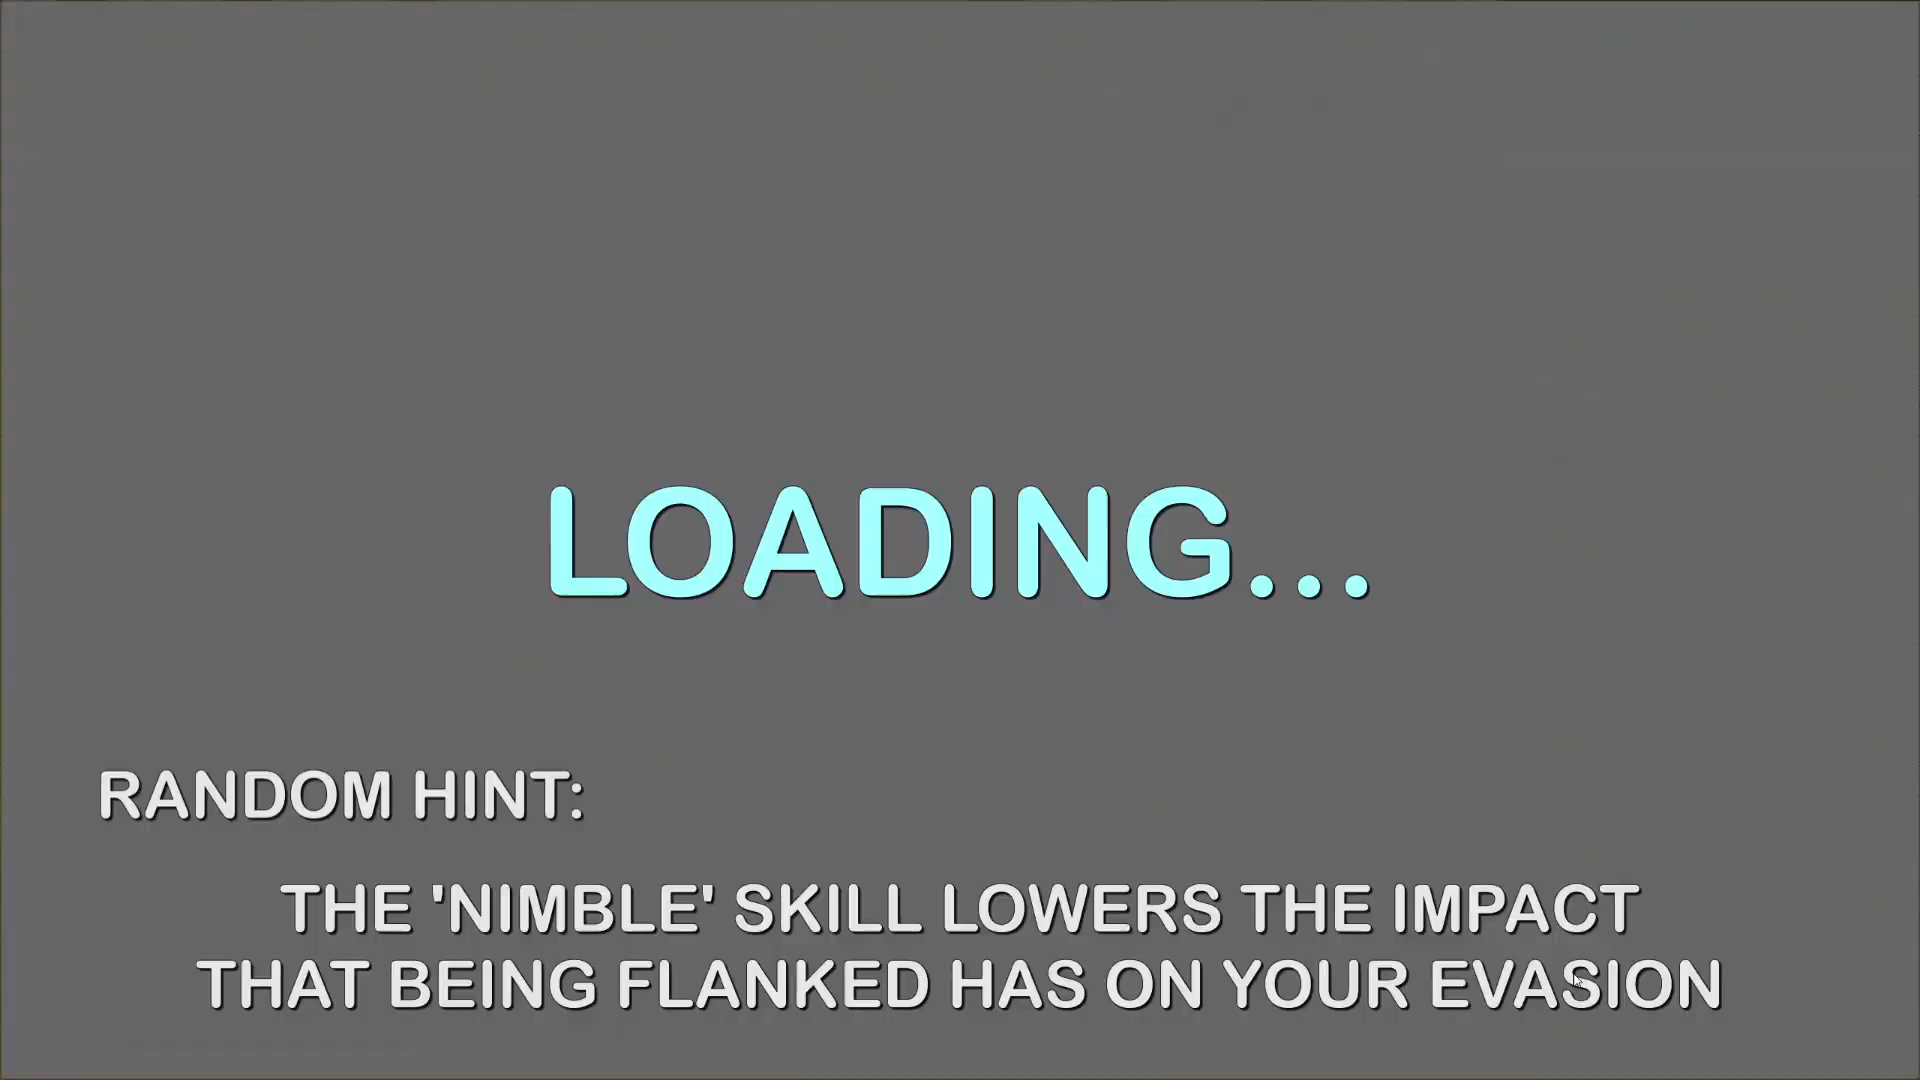 LOADING...
RANDOM HINT:
THE 'NIMBLE' SKILL LOWERS THE IMPACT
THAT BEING FLANKED HAS ON YOUR EVASION